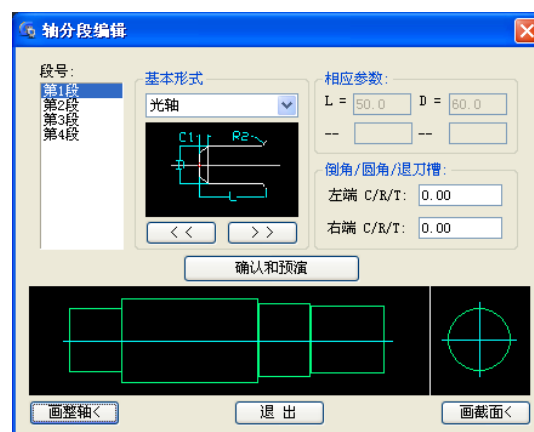 轴分段编辑
段号:
第1段
第2段
第3段
第4段
基本形式
光轴
C1 R2
D
L
<< >>
相应参数:
L = 50.0 D = 60.0
-- --
倒角/圆角/退刀槽:
左端 C/R/T: 0.00
右端 C/R/T: 0.00
确认和预演
画整轴< 退 出 画截面<